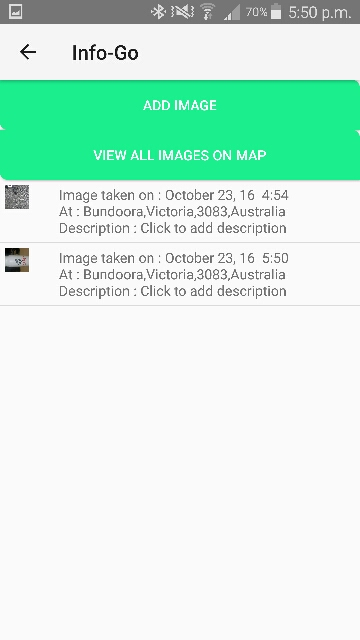 70% 5:50 p.m.
Info-Go
ADD IMAGE
VIEW ALL IMAGES ON MAP
Image taken on : October 23, 16 4:54
At : Bundoora,Victoria,3083,Australia
Description : Click to add description
Image taken on : October 23, 16 5:50
At : Bundoora,Victoria,3083,Australia
Description : Click to add description